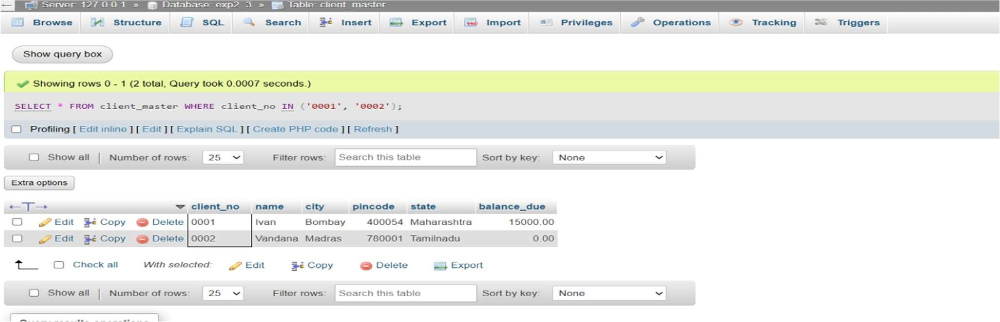 Server: 127.0.0.1 » Database: exp2_3 » Table: client_master
Browse Structure SQL Search Insert Export Import Privileges Operations Tracking Triggers
Show query box
Showing rows 0 - 1 (2 total, Query took 0.0007 seconds.)
SELECT * FROM client_master WHERE client_no IN ('0001', '0002');
Profiling [ Edit inline ] [ Edit ] [ Explain SQL ] [ Create PHP code ] [ Refresh ]
Show all | Number of rows: 25 Filter rows: Search this table Sort by key: None
Extra options
←T→ client_no name city pincode state balance_due
Edit Copy Delete 0001 Ivan Bombay 400054 Maharashtra 15000.00
Edit Copy Delete 0002 Vandana Madras 780001 Tamilnadu 0.00
Check all With selected: Edit Copy Delete Export
Show all | Number of rows: 25 Filter rows: Search this table Sort by key: None
Query results operations